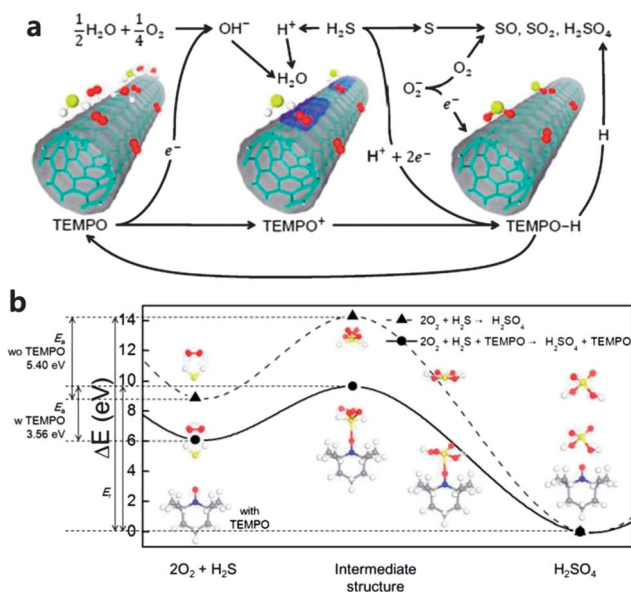 a
1/2 H₂O + 1/4 O₂
OH⁻
H⁺
H₂S
S
SO, SO₂, H₂SO₄
H₂O
O₂
O₂⁻
e⁻
e⁻
H⁺ + 2e⁻
H
TEMPO
TEMPO⁺
TEMPO–H
b
14
12
10
8
6
4
2
0
ΔE (eV)
Eₐ
wo TEMPO
5.40 eV
Eₐ
w TEMPO
3.56 eV
2O₂ + H₂S → H₂SO₄
2O₂ + H₂S + TEMPO → H₂SO₄ + TEMPO
with
TEMPO
2O₂ + H₂S
Intermediate
structure
H₂SO₄